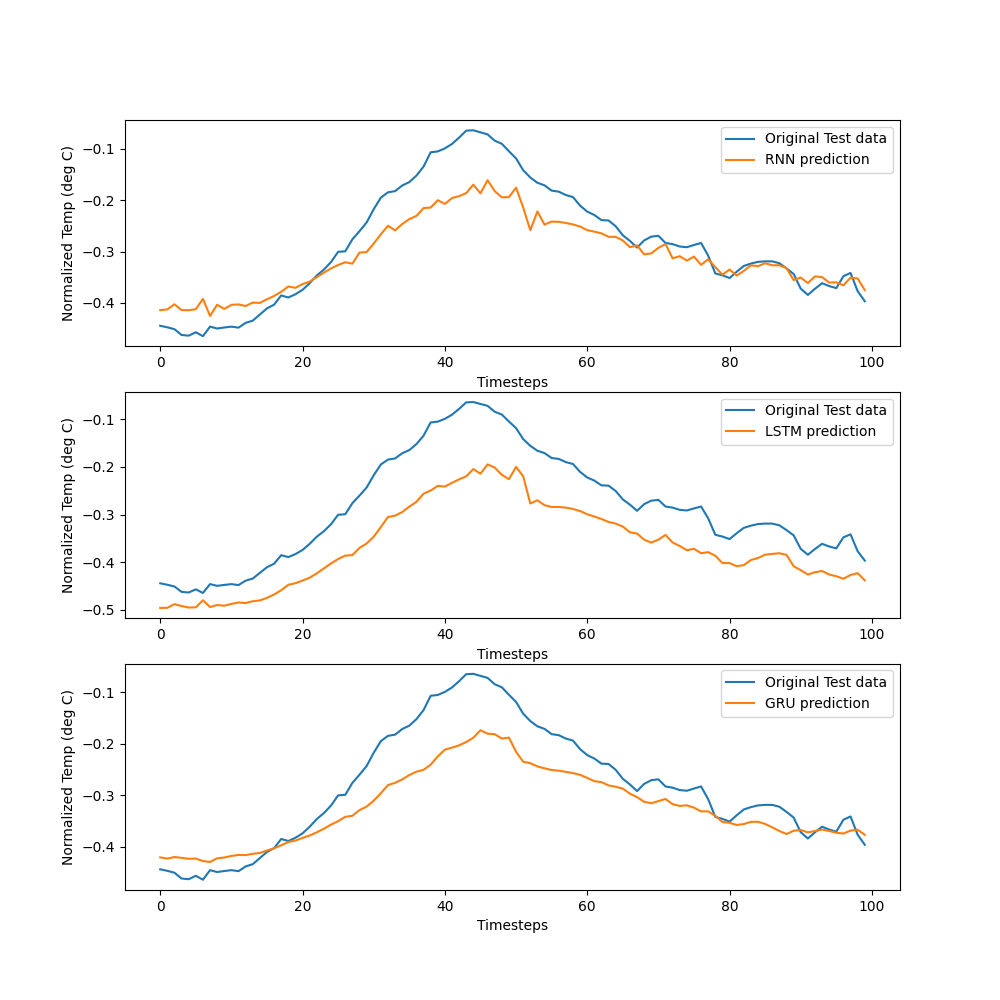 Normalized Temp (deg C)
−0.1
−0.2
−0.3
−0.4
Original Test data
RNN prediction
0 20 40 60 80 100
Timesteps
Normalized Temp (deg C)
−0.1
−0.2
−0.3
−0.4
−0.5
Original Test data
LSTM prediction
0 20 40 60 80 100
Timesteps
Normalized Temp (deg C)
−0.1
−0.2
−0.3
−0.4
Original Test data
GRU prediction
0 20 40 60 80 100
Timesteps